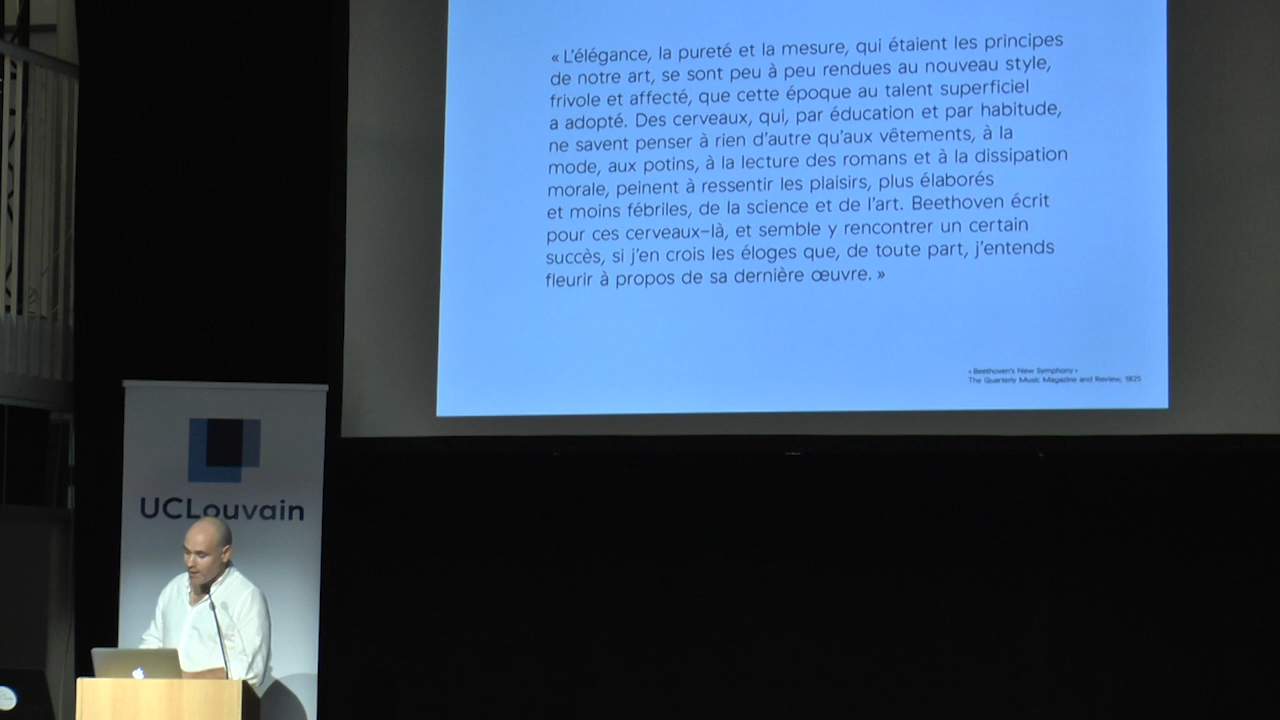 « L'élégance, la pureté et la mesure, qui étaient les principes
de notre art, se sont peu à peu rendues au nouveau style,
frivole et affecté, que cette époque au talent superficiel
a adopté. Des cerveaux, qui, par éducation et par habitude,
ne savent penser à rien d'autre qu'aux vêtements, à la
mode, aux potins, à la lecture des romans et à la dissipation
morale, peinent à ressentir les plaisirs, plus élaborés
et moins fébriles, de la science et de l'art. Beethoven écrit
pour ces cerveaux-là, et semble y rencontrer un certain
succès, si j'en crois les éloges que, de toute part, j'entends
fleurir à propos de sa dernière œuvre. »
« Beethoven's New Symphony »
The Quarterly Music Magazine and Review, 1825
UCLouvain